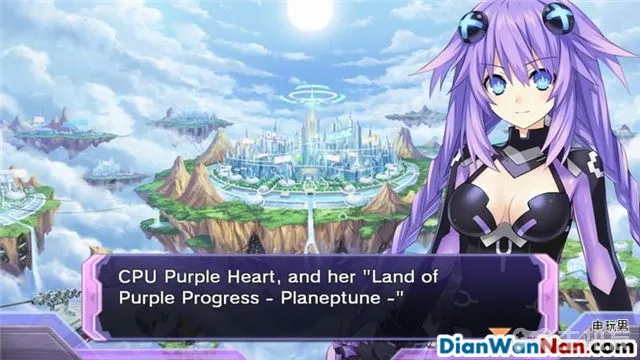 CPU Purple Heart, and her "Land of
Purple Progress - Planeptune -"
电玩男
DianWanNan.com